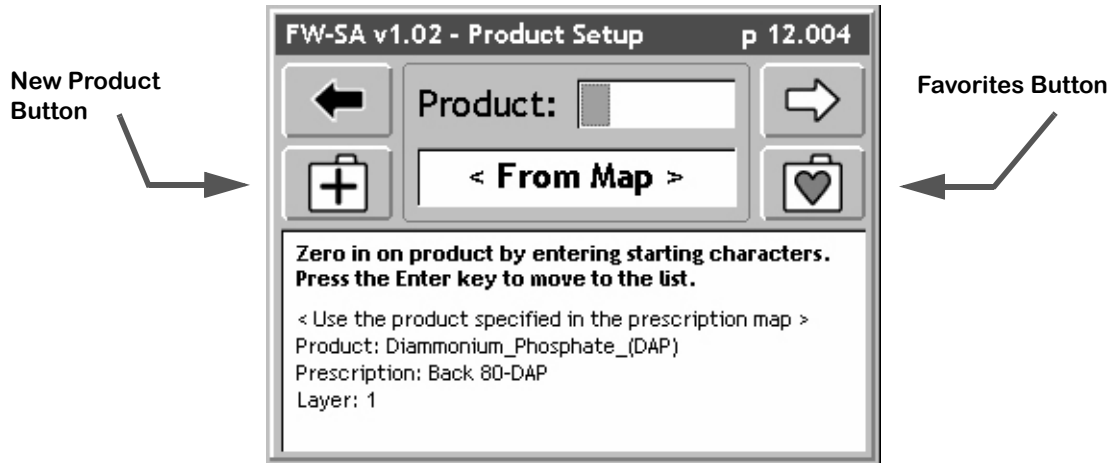 FW-SA v1.02 - Product Setup p 12.004
New Product
Button
Product:
Favorites Button
< From Map >
Zero in on product by entering starting characters.
Press the Enter key to move to the list.
< Use the product specified in the prescription map >
Product: Diammonium_Phosphate_(DAP)
Prescription: Back 80-DAP
Layer: 1